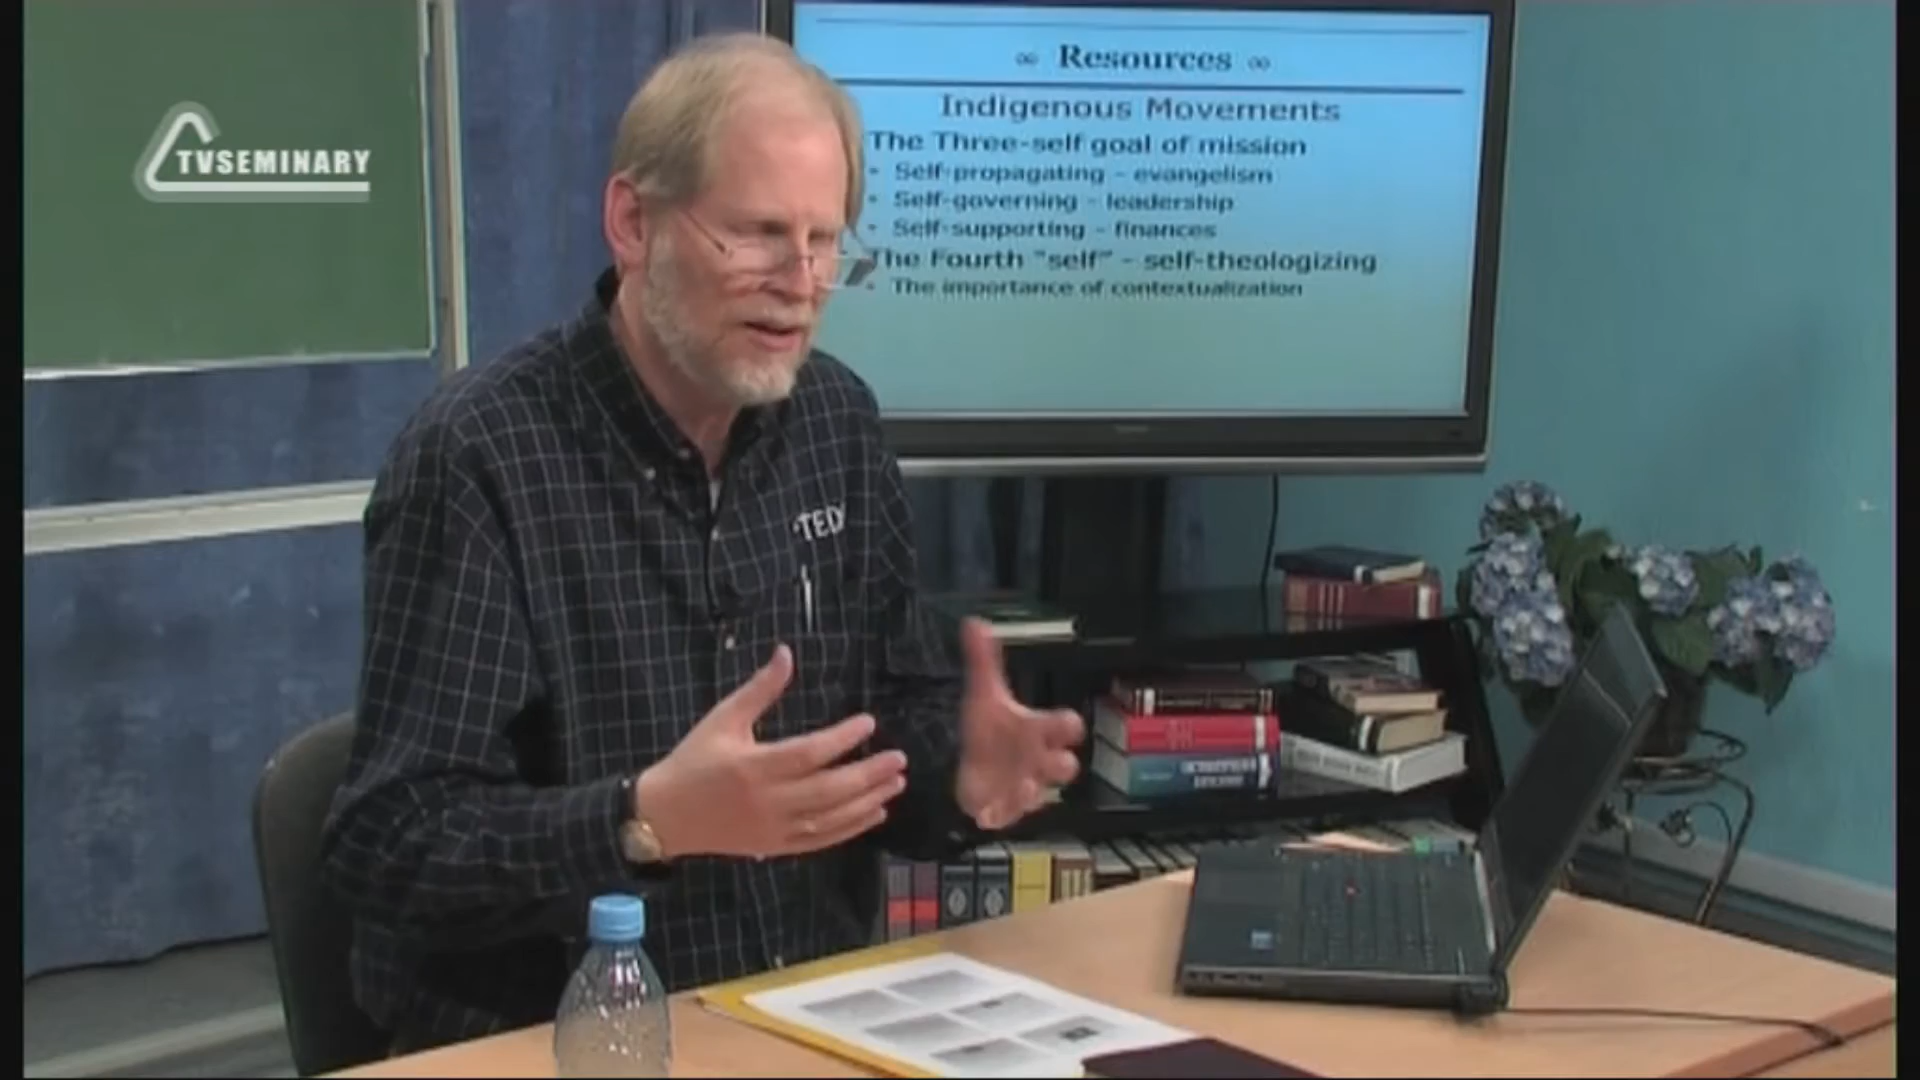 TVSEMINARY
∞ Resources ∞
Indigenous Movements
The Three-self goal of mission
- Self-propagating - evangelism
- Self-governing - leadership
- Self-supporting - finances
The Fourth "self" - self-theologizing
- The importance of contextualization
TED